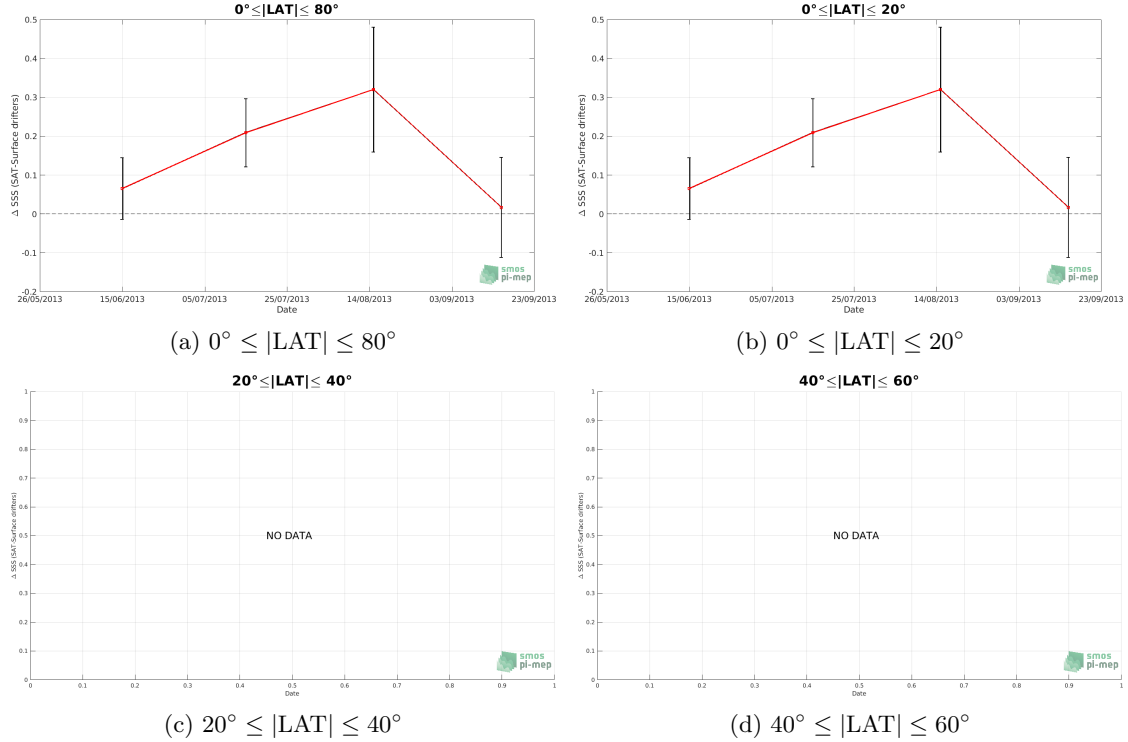 0°≤|LAT|≤ 80°
0.5
0.4
0.3
0.2
0.1
0
-0.1
-0.2
Δ SSS (SAT-Surface drifters)
26/05/2013 15/06/2013 05/07/2013 25/07/2013 14/08/2013 03/09/2013 23/09/2013
Date
smos
pi-mep
(a) 0° ≤ |LAT| ≤ 80°
0°≤|LAT|≤ 20°
0.5
0.4
0.3
0.2
0.1
0
-0.1
-0.2
Δ SSS (SAT-Surface drifters)
26/05/2013 15/06/2013 05/07/2013 25/07/2013 14/08/2013 03/09/2013 23/09/2013
Date
smos
pi-mep
(b) 0° ≤ |LAT| ≤ 20°
20°≤|LAT|≤ 40°
1
0.9
0.8
0.7
0.6
0.5
0.4
0.3
0.2
0.1
0
Δ SSS (SAT-Surface drifters)
NO DATA
0 0.1 0.2 0.3 0.4 0.5 0.6 0.7 0.8 0.9 1
Date
smos
pi-mep
(c) 20° ≤ |LAT| ≤ 40°
40°≤|LAT|≤ 60°
1
0.9
0.8
0.7
0.6
0.5
0.4
0.3
0.2
0.1
0
Δ SSS (SAT-Surface drifters)
NO DATA
0 0.1 0.2 0.3 0.4 0.5 0.6 0.7 0.8 0.9 1
Date
smos
pi-mep
(d) 40° ≤ |LAT| ≤ 60°